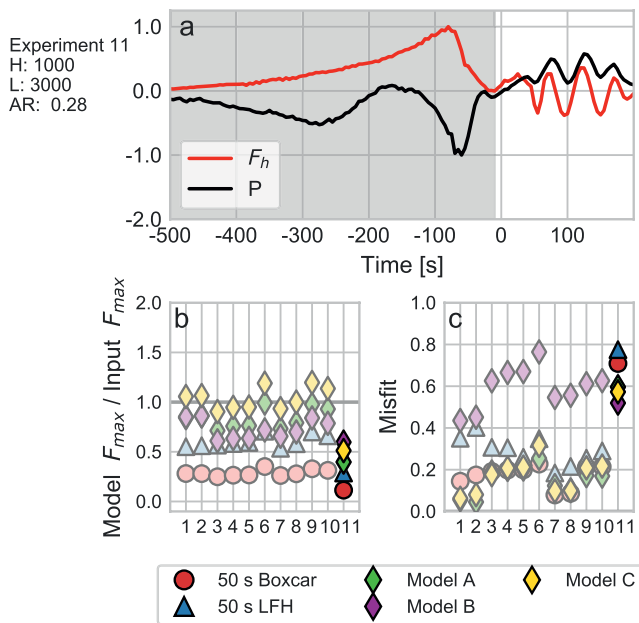 Experiment 11
H: 1000
L: 3000
AR: 0.28
a
1.0
0.0
-1.0
-2.0
F_h
P
-500 -400 -300 -200 -100 0 100
Time [s]
b
Model F_max / Input F_max
2.0
1.5
1.0
0.5
0.0
1 2 3 4 5 6 7 8 9 10 11
c
Misfit
1.0
0.8
0.6
0.4
0.2
0.0
1 2 3 4 5 6 7 8 9 10 11
50 s Boxcar Model A Model C
50 s LFH Model B